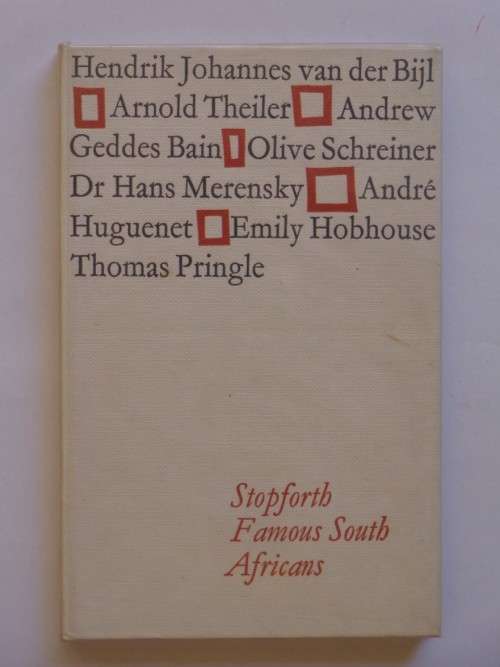 Hendrik Johannes van der Bijl
Arnold Theiler Andrew
Geddes Bain Olive Schreiner
Dr Hans Merensky André
Huguenet Emily Hobhouse
Thomas Pringle
Stopforth
Famous South
Africans